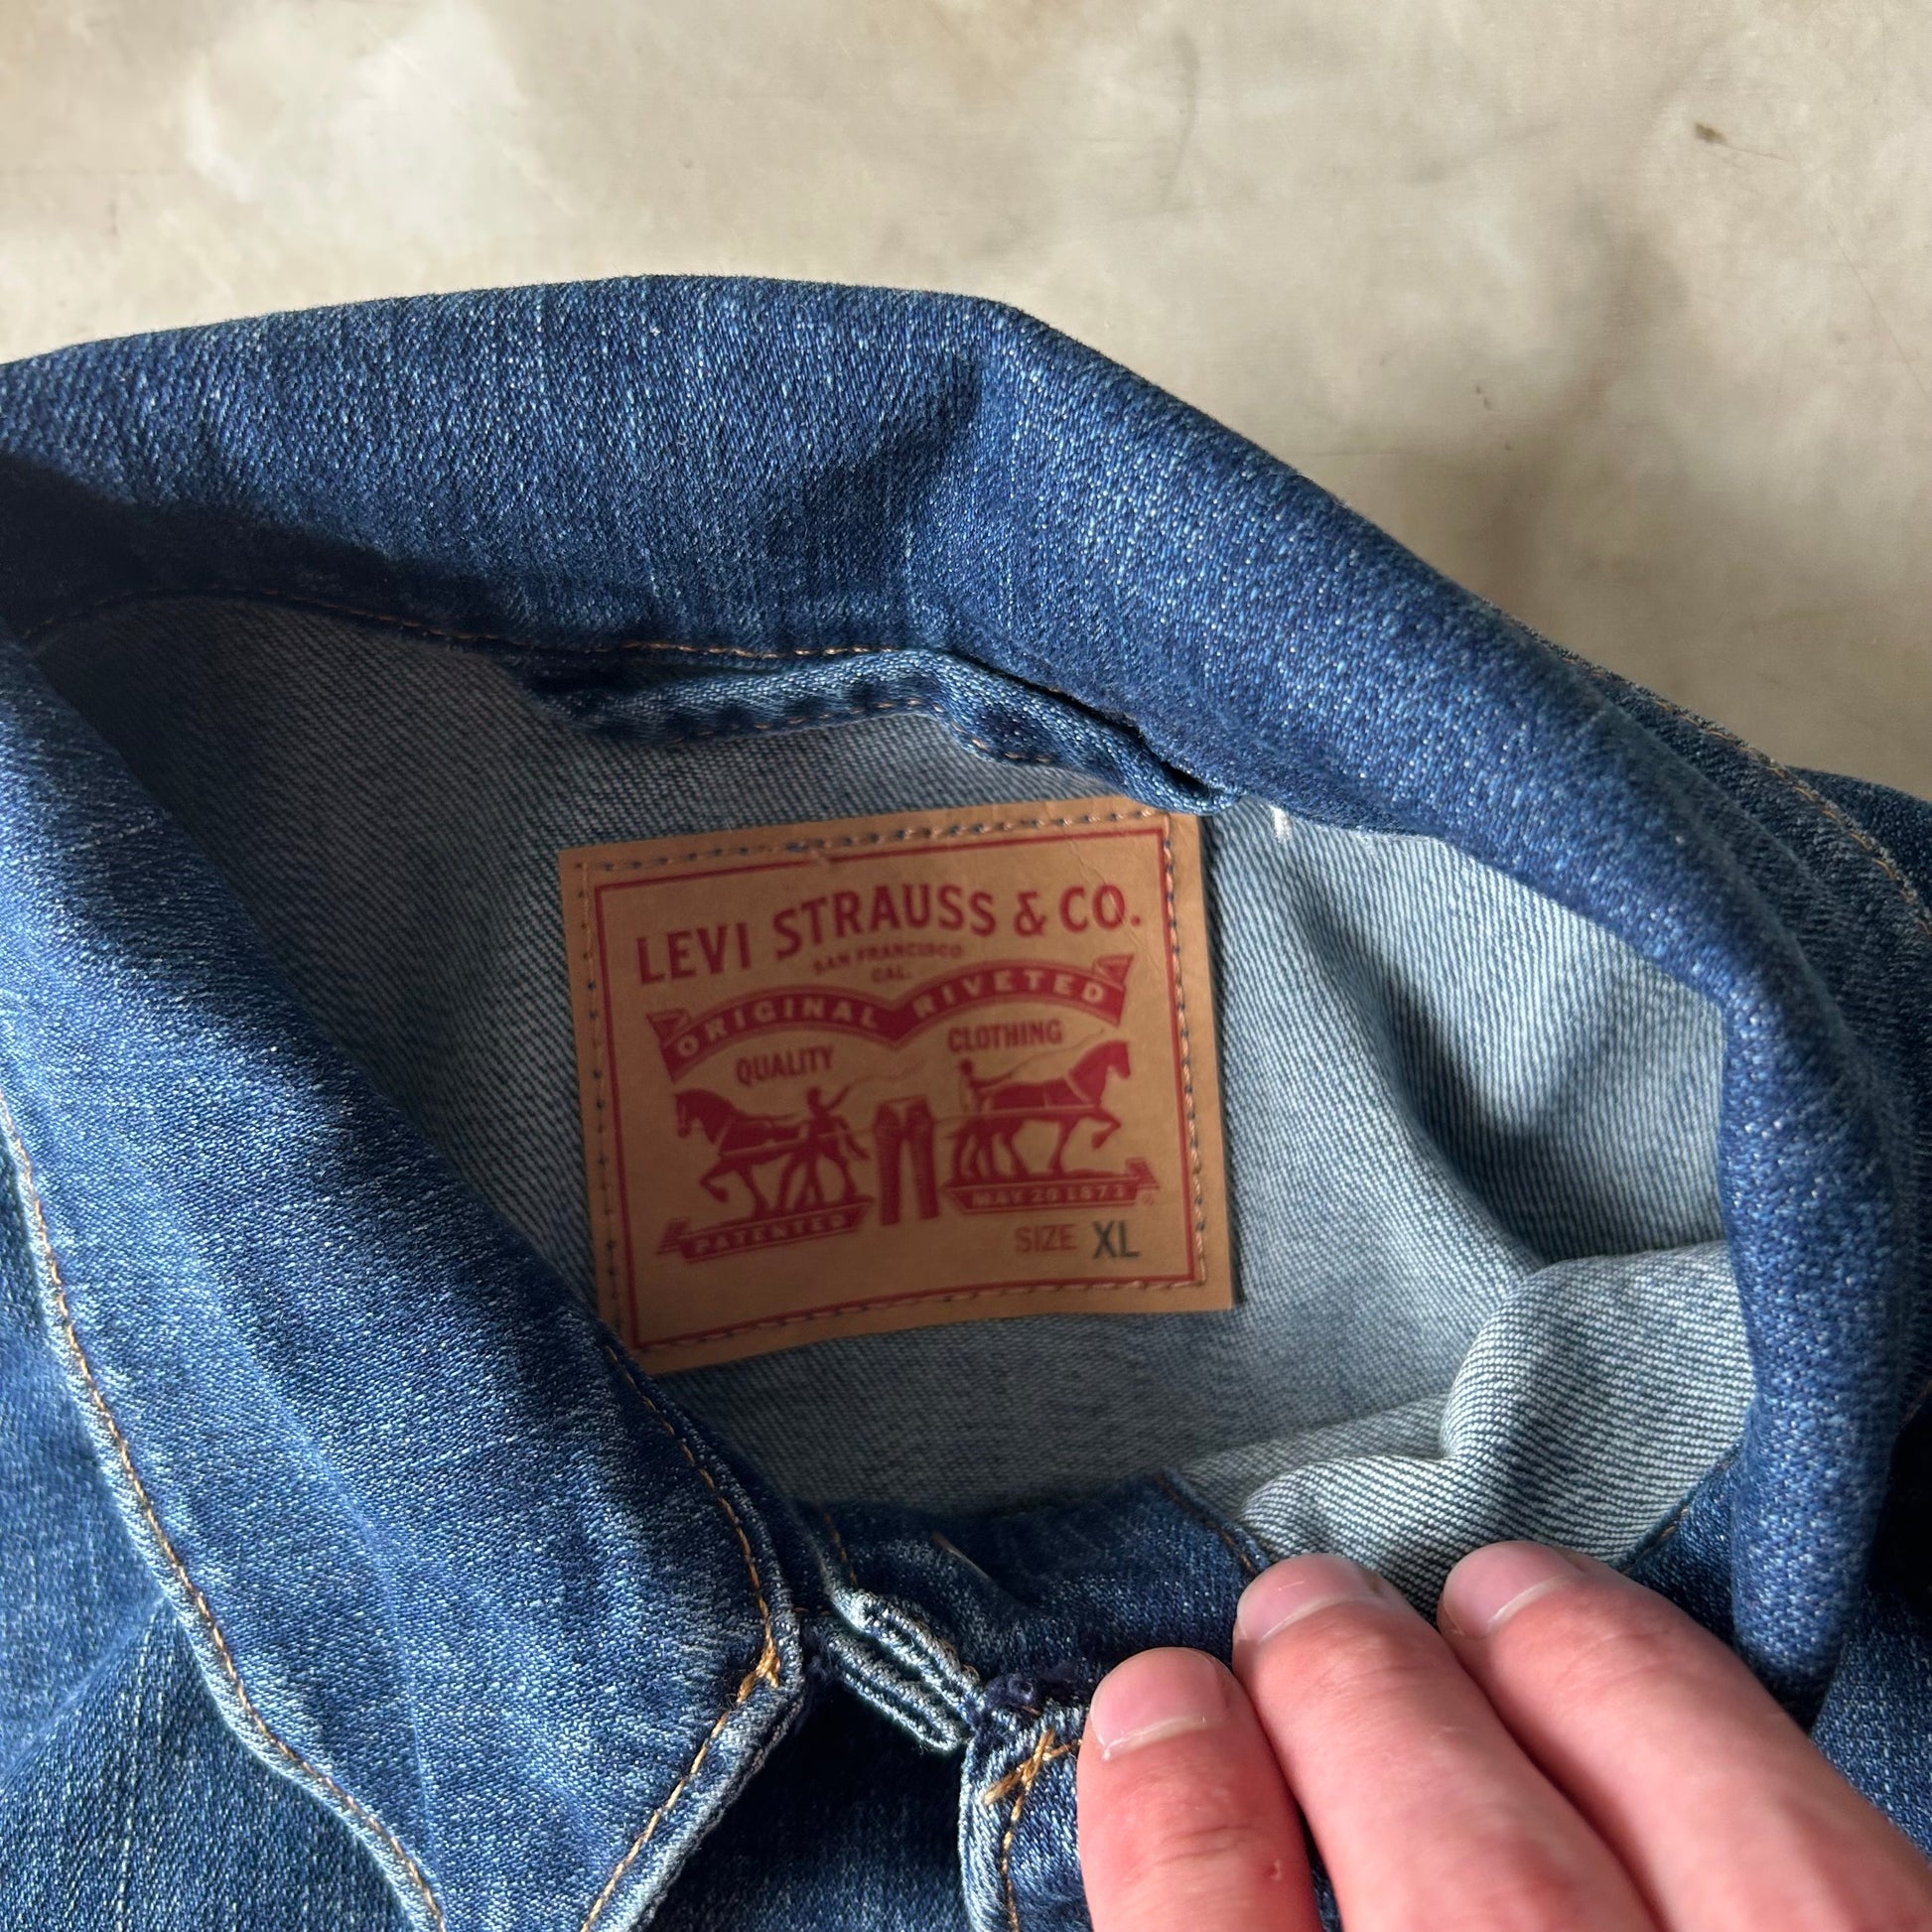 LEVI STRAUSS & CO.
SAN FRANCISCO
CAL.
ORIGINAL RIVETED
QUALITY CLOTHING
PATENTED MAY 20 1873
SIZE XL